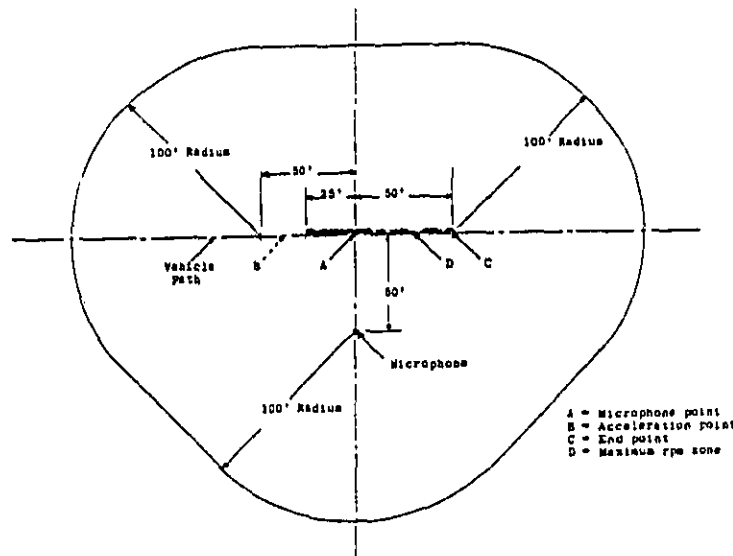 100' Radius
100' Radius
50'
25'
50'
Vehicle
Path
B
A
D
C
50'
Microphone
100' Radius
A = Microphone point
B = Acceleration point
C = End point
D = Maximum rpm zone